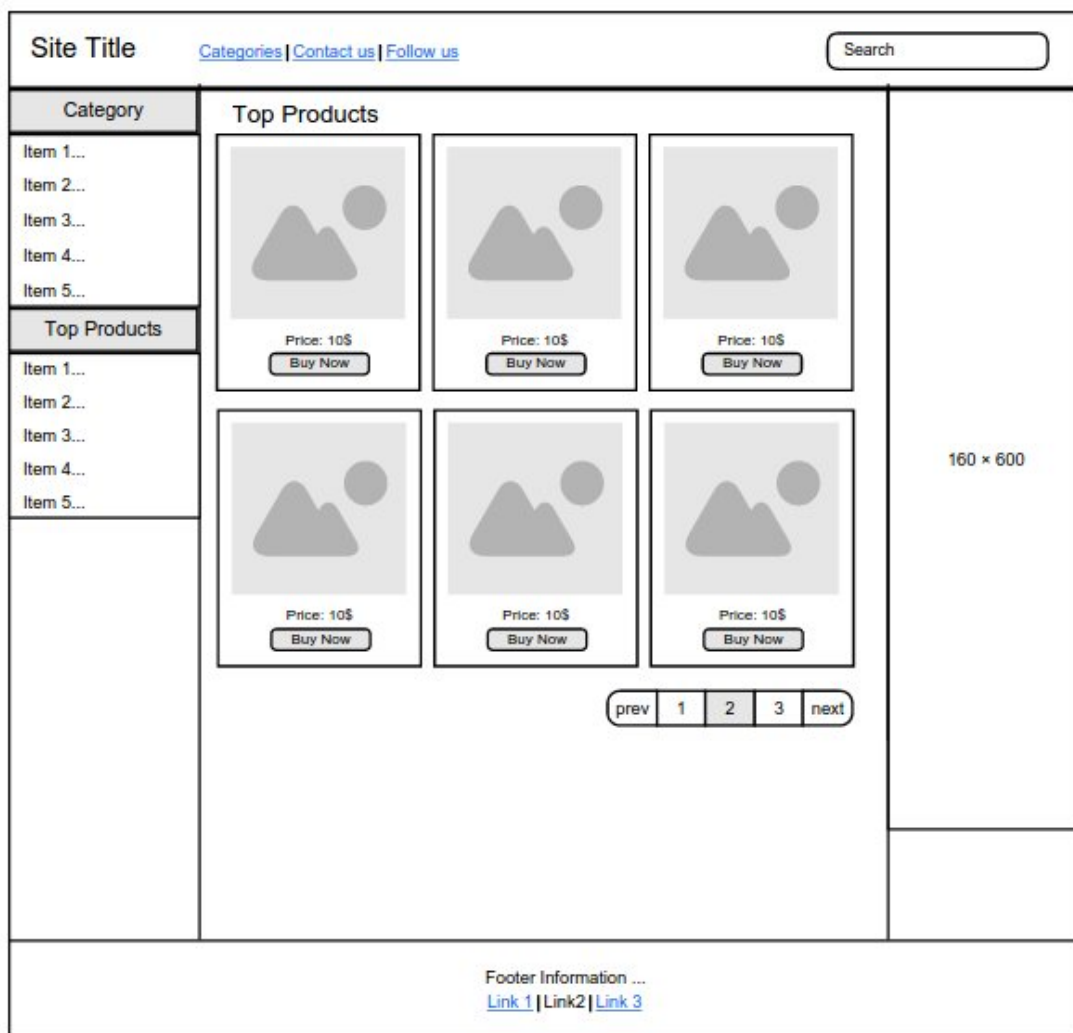 Site Title
Categories|Contact us|Follow us
Search
Category
Item 1...
Item 2...
Item 3...
Item 4...
Item 5...
Top Products
Item 1...
Item 2...
Item 3...
Item 4...
Item 5...
Top Products
Price: 10$
Buy Now
Price: 10$
Buy Now
Price: 10$
Buy Now
Price: 10$
Buy Now
Price: 10$
Buy Now
Price: 10$
Buy Now
prev 1 2 3 next
160 × 600
Footer Information ...
Link 1|Link2|Link 3